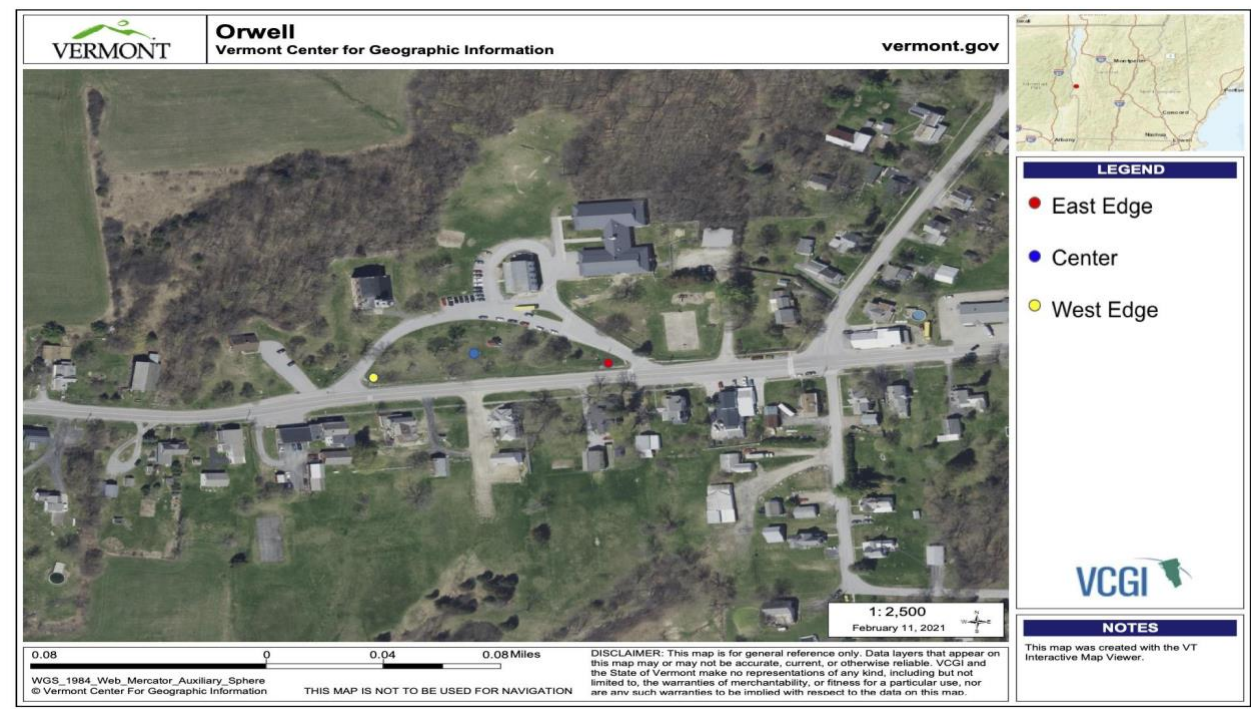 VERMONT
Orwell
Vermont Center for Geographic Information
vermont.gov
Montpelier
Concord
Nashua
Albany
LEGEND
East Edge
Center
West Edge
VCGI
1: 2,500
February 11, 2021
N
W
E
S
NOTES
This map was created with the VT
Interactive Map Viewer.
0.08
0
0.04
0.08 Miles
WGS_1984_Web_Mercator_Auxiliary_Sphere
© Vermont Center For Geographic Information
THIS MAP IS NOT TO BE USED FOR NAVIGATION
DISCLAIMER: This map is for general reference only. Data layers that appear on
this map may or may not be accurate, current, or otherwise reliable. VCGI and
the State of Vermont make no representations of any kind, including but not
limited to, the warranties of merchantability, or fitness for a particular use, nor
are any such warranties to be implied with respect to the data on this map.